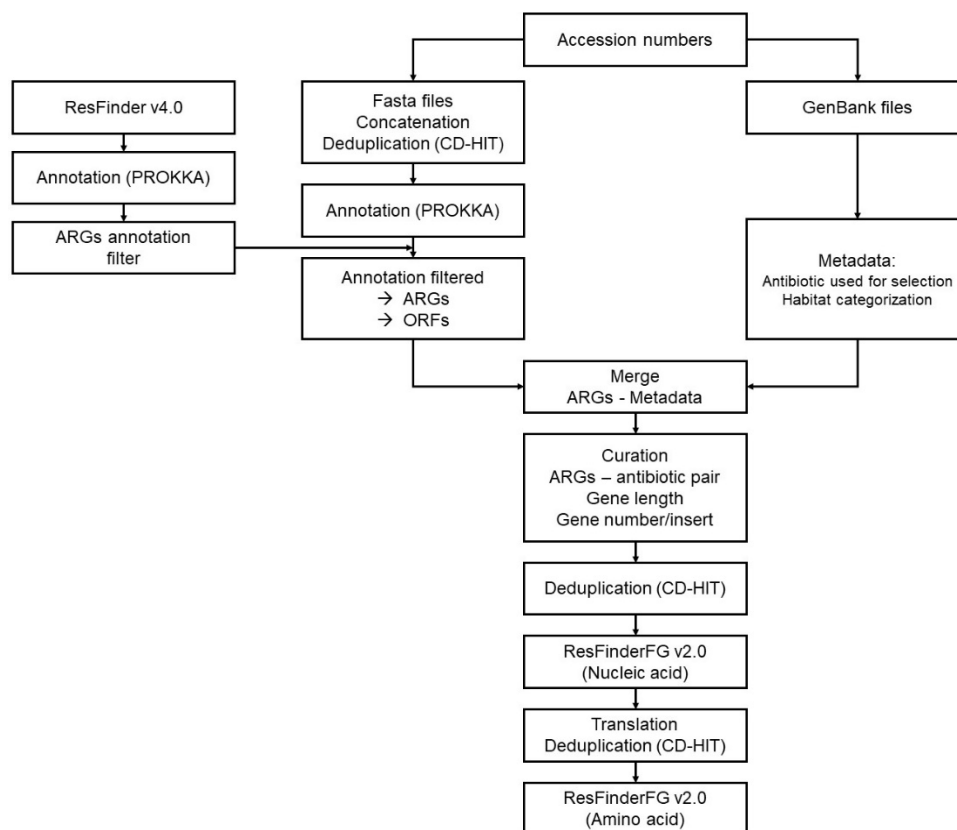 Accession numbers
ResFinder v4.0
Fasta files
Concatenation
Deduplication (CD-HIT)
GenBank files
Annotation (PROKKA)
Annotation (PROKKA)
ARGs annotation
filter
Annotation filtered
→ ARGs
→ ORFs
Metadata:
Antibiotic used for selection
Habitat categorization
Merge
ARGs - Metadata
Curation
ARGs – antibiotic pair
Gene length
Gene number/insert
Deduplication (CD-HIT)
ResFinderFG v2.0
(Nucleic acid)
Translation
Deduplication (CD-HIT)
ResFinderFG v2.0
(Amino acid)